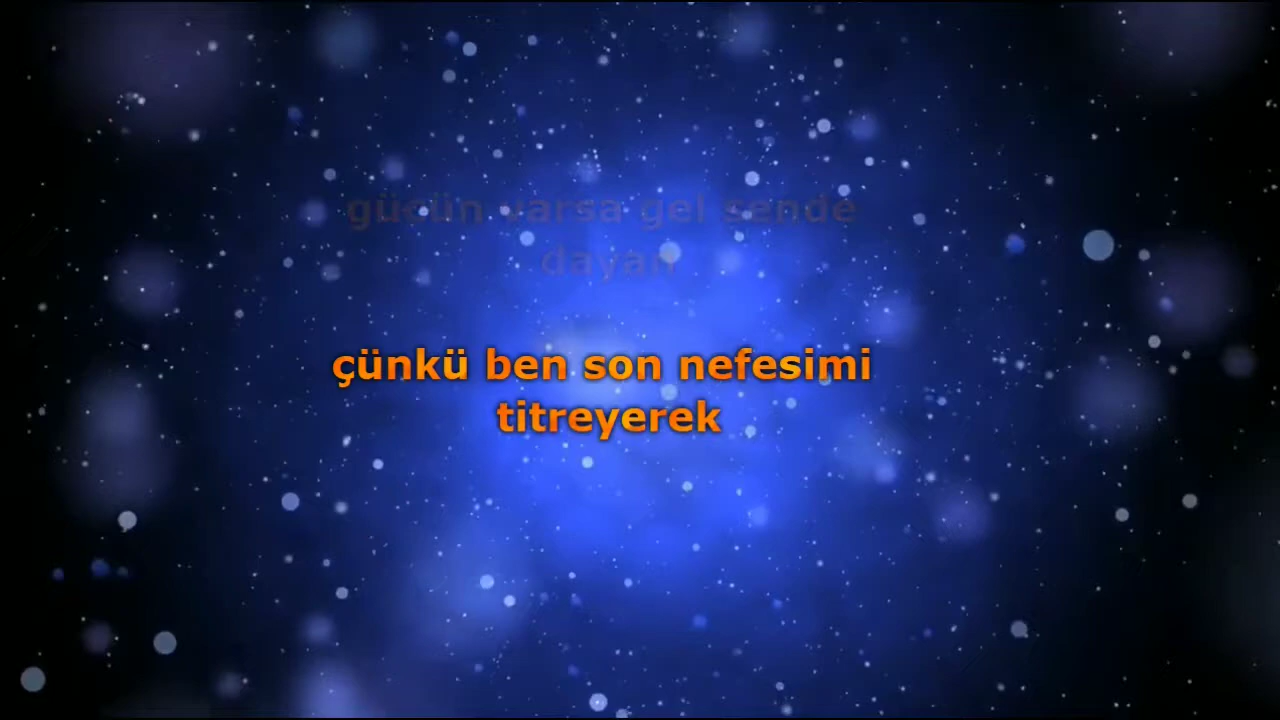 gücün varsa gel sende
dayan
çünkü ben son nefesimi
titreyerek